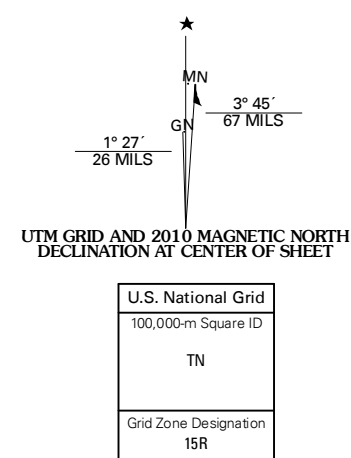 ★
MN
GN
3° 45´
67 MILS
1° 27´
26 MILS
UTM GRID AND 2010 MAGNETIC NORTH
DECLINATION AT CENTER OF SHEET
U.S. National Grid
100,000-m Square ID
TN
Grid Zone Designation
15R